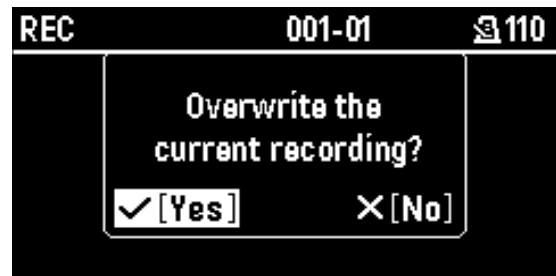 REC 001-01 110
Overwrite the
current recording?
✓[Yes] ✕[No]